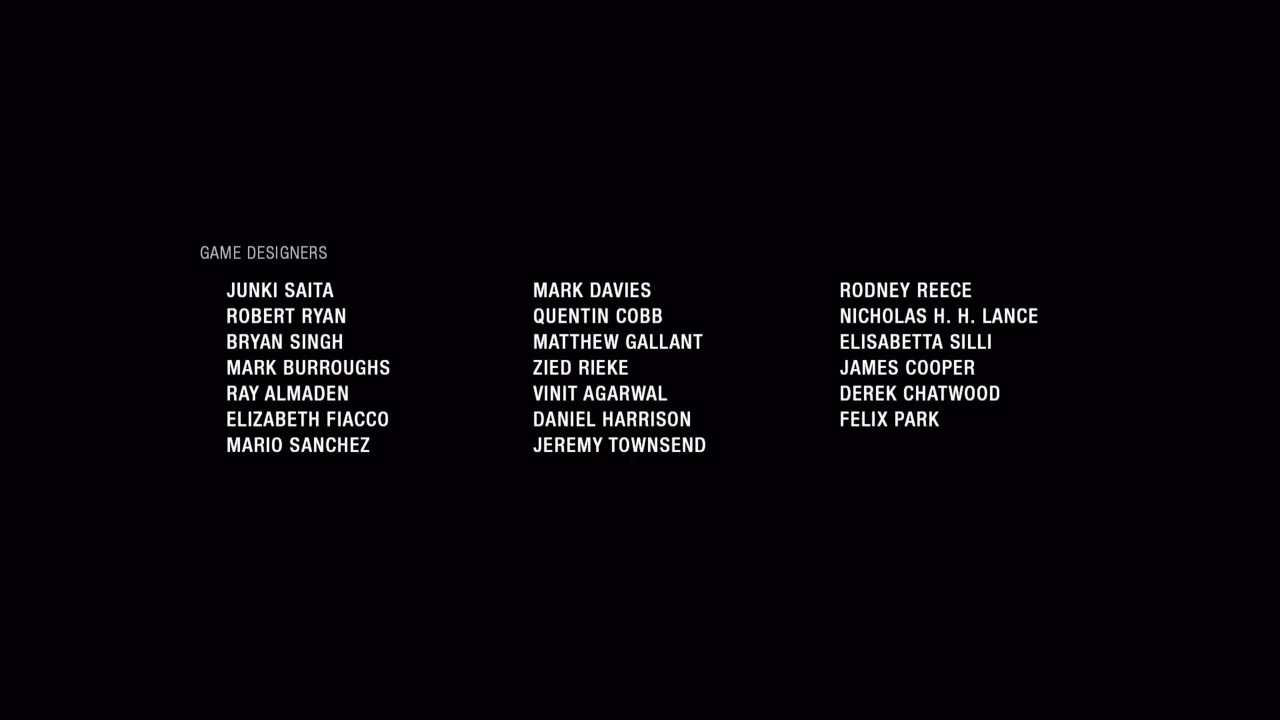 GAME DESIGNERS
JUNKI SAITA
ROBERT RYAN
BRYAN SINGH
MARK BURROUGHS
RAY ALMADEN
ELIZABETH FIACCO
MARIO SANCHEZ
MARK DAVIES
QUENTIN COBB
MATTHEW GALLANT
ZIED RIEKE
VINIT AGARWAL
DANIEL HARRISON
JEREMY TOWNSEND
RODNEY REECE
NICHOLAS H. H. LANCE
ELISABETTA SILLI
JAMES COOPER
DEREK CHATWOOD
FELIX PARK